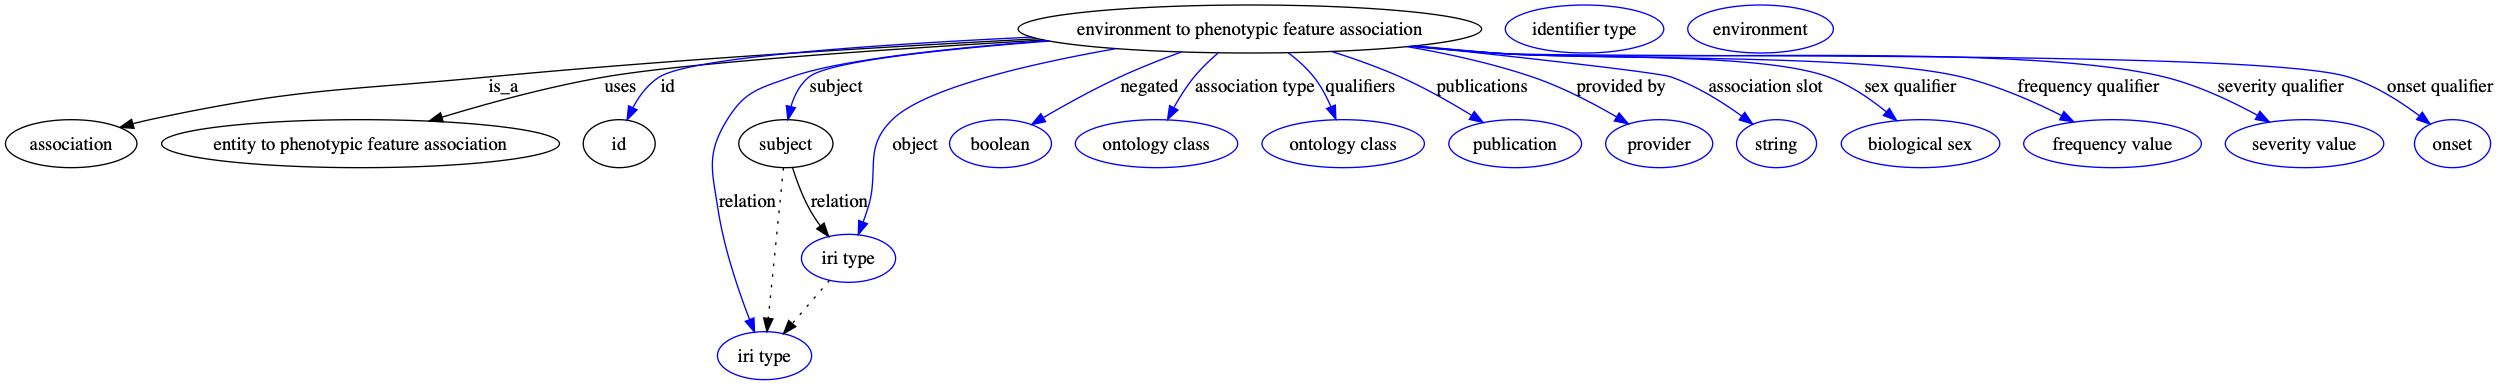 environment to phenotypic feature association
identifier type
environment
is_a
uses
id
subject
negated
association type
qualifiers
publications
provided by
association slot
sex qualifier
frequency qualifier
severity qualifier
onset qualifier
association
entity to phenotypic feature association
id
subject
object
boolean
ontology class
ontology class
publication
provider
string
biological sex
frequency value
severity value
onset
relation
relation
iri type
iri type